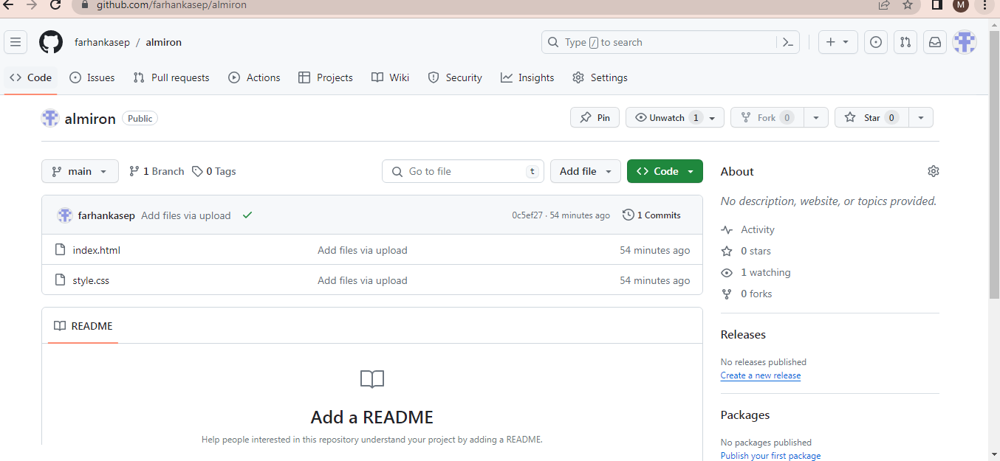 github.com/farhankasep/almiron
M
farhankasep / almiron
Type / to search
Code Issues Pull requests Actions Projects Wiki Security Insights Settings
almiron Public
Pin Unwatch 1 Fork 0 Star 0
main 1 Branch 0 Tags Go to file t Add file Code
farhankasep Add files via upload 0c5ef27 · 54 minutes ago 1 Commits
index.html Add files via upload 54 minutes ago
style.css Add files via upload 54 minutes ago
README
Add a README
Help people interested in this repository understand your project by adding a README.
About
No description, website, or topics provided.
Activity
0 stars
1 watching
0 forks
Releases
No releases published
Create a new release
Packages
No packages published
Publish your first package